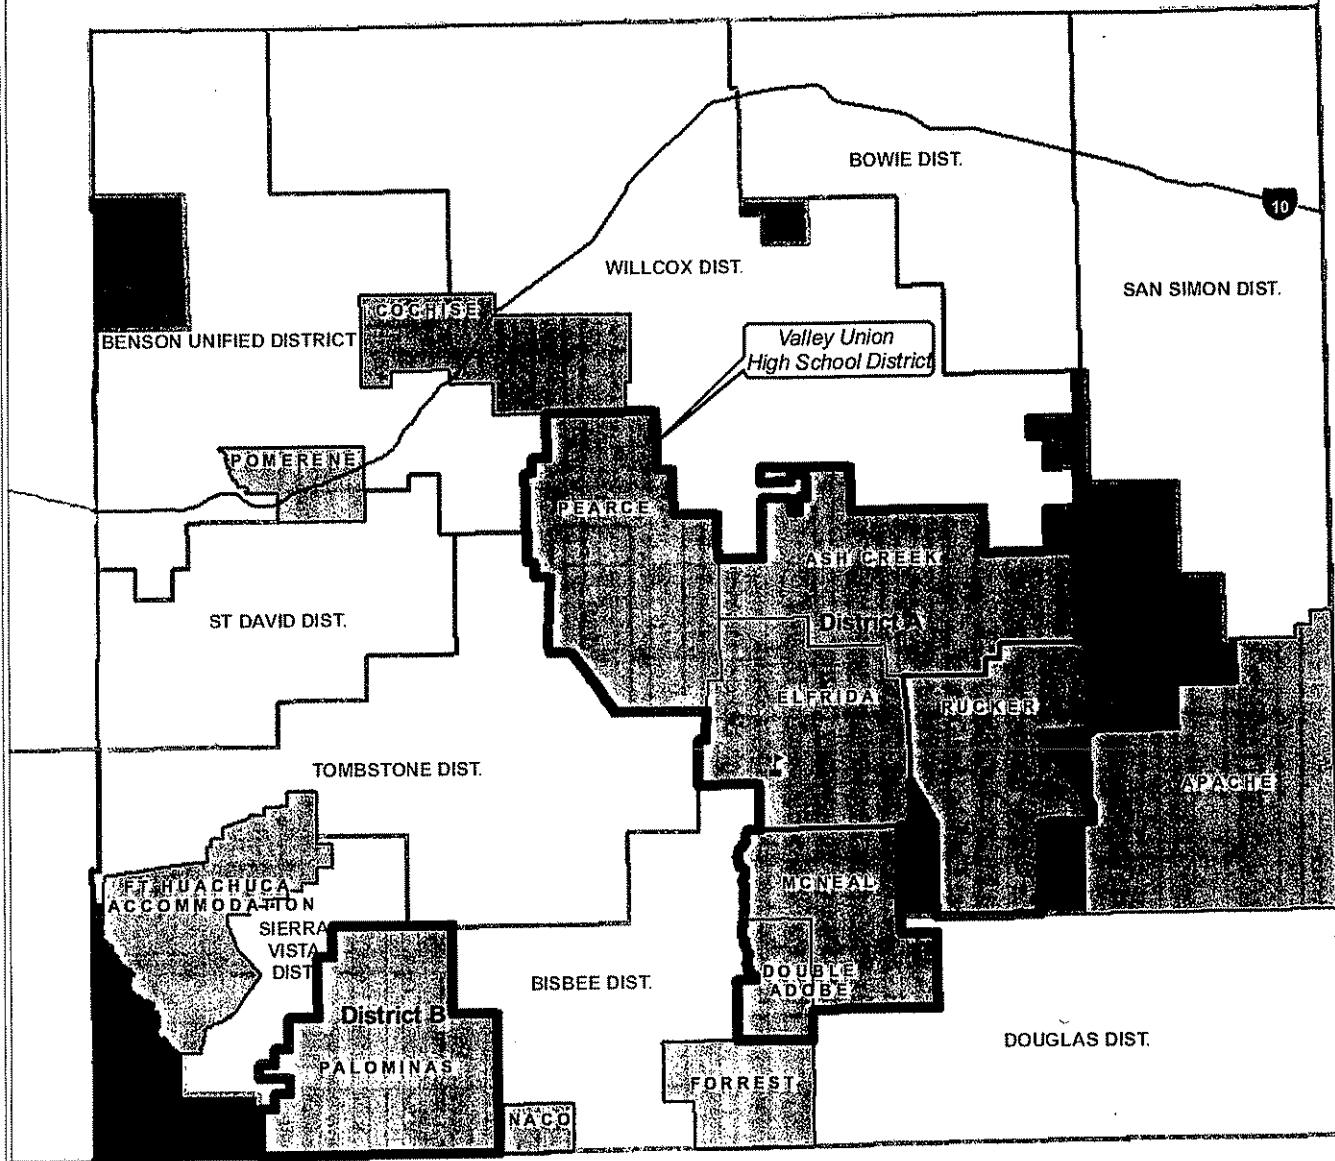 BOWIE DIST.
10
WILLCOX DIST.
SAN SIMON DIST.
COCHISE
BENSON UNIFIED DISTRICT
Valley Union
High School District
POMERENE
PEARCE
ASH CREEK
ST DAVID DIST.
District A
ELFRIDA
RUCKER
TOMBSTONE DIST.
APACHE
FT HUACHUCA
ACCOMMODATION
MCNEAL
SIERRA
VISTA
DIST
BISBEE DIST.
DOUBLE
ADOBE
District B
DOUGLAS DIST.
PALOMINAS
FORREST
NACO